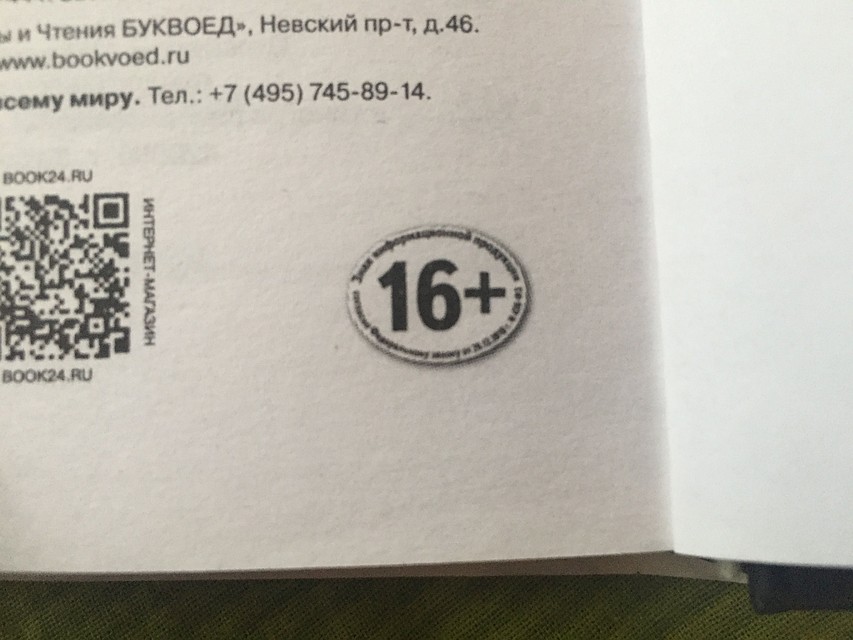 и Чтения БУКВОЕД», Невский пр-т, д.46.
www.bookvoed.ru
всему миру. Тел.: +7 (495) 745-89-14.
BOOK24.RU
ИНТЕРНЕТ-МАГАЗИН
BOOK24.RU
Знак информационной продукции
16+